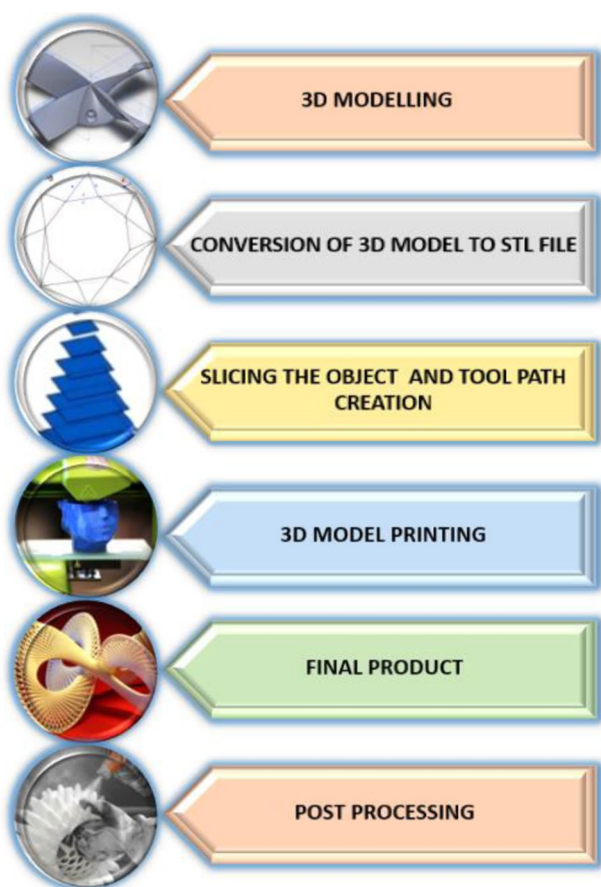 3D MODELLING
CONVERSION OF 3D MODEL TO STL FILE
SLICING THE OBJECT AND TOOL PATH
CREATION
3D MODEL PRINTING
FINAL PRODUCT
POST PROCESSING